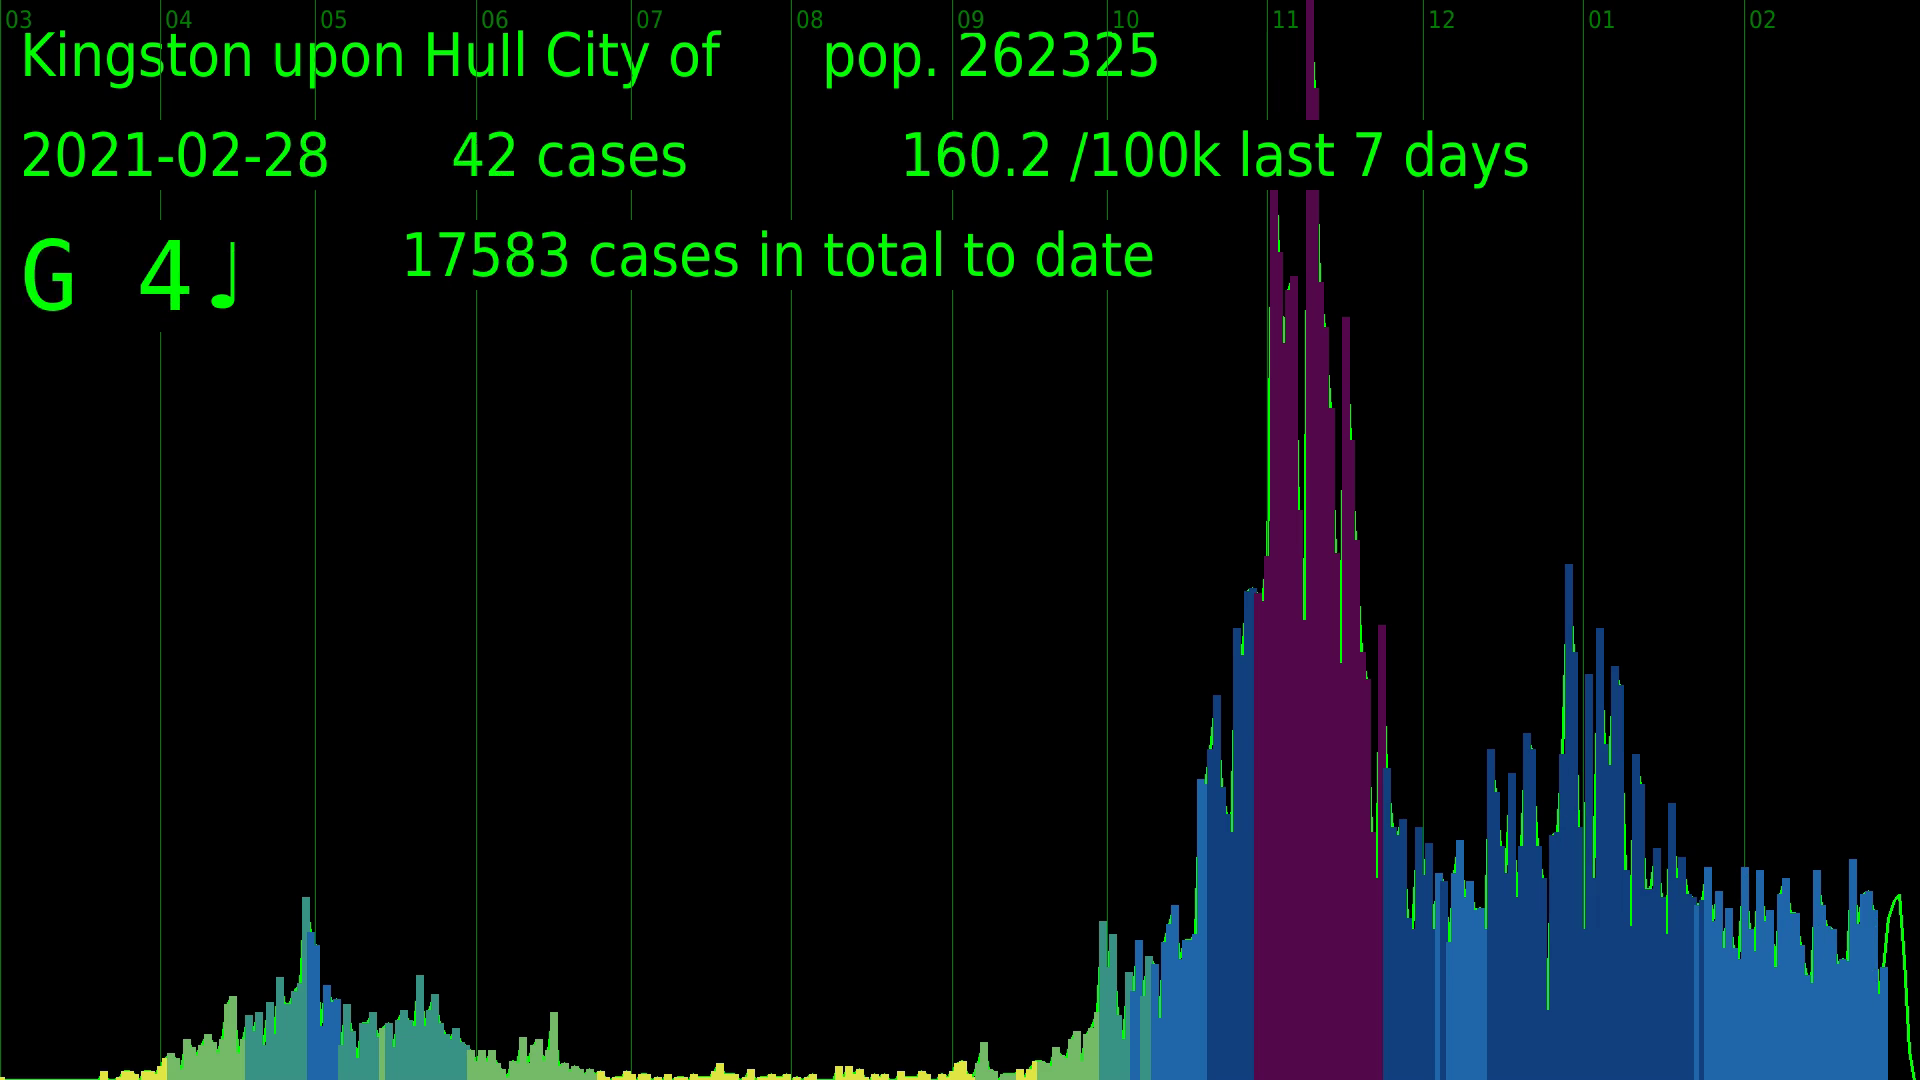 03 04 05 06 07 08 09 10 11 12 01 02
Kingston upon Hull City of pop. 262325
2021-02-28 42 cases 160.2 /100k last 7 days
G 4♩ 17583 cases in total to date